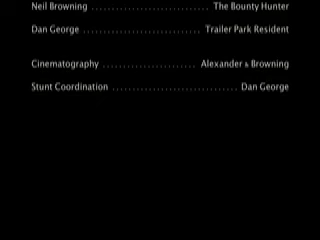 Neil Browning ............................. The Bounty Hunter
Dan George ............................. Trailer Park Resident
Cinematography ....................... Alexander & Browning
Stunt Coordination ............................... Dan George